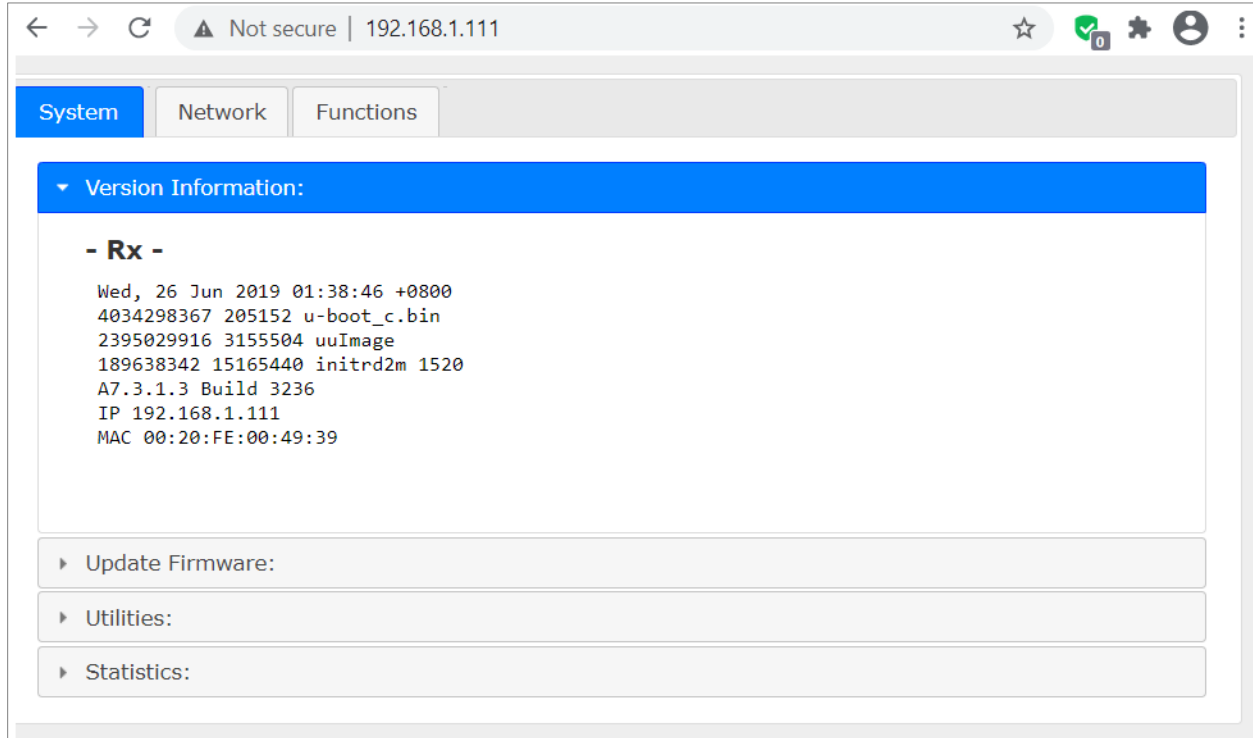 Not secure | 192.168.1.111
0
System Network Functions
Version Information:
- Rx -
Wed, 26 Jun 2019 01:38:46 +0800
4034298367 205152 u-boot_c.bin
2395029916 3155504 uuImage
189638342 15165440 initrd2m 1520
A7.3.1.3 Build 3236
IP 192.168.1.111
MAC 00:20:FE:00:49:39
Update Firmware:
Utilities:
Statistics: